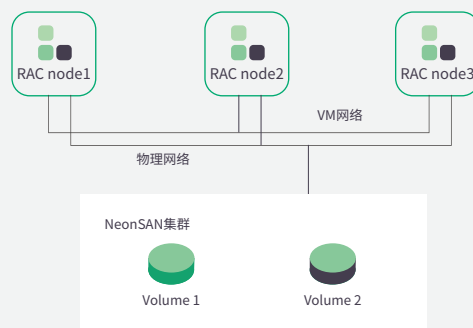 RAC node1
RAC node2
RAC node3
VM网络
物理网络
NeonSAN集群
Volume 1
Volume 2